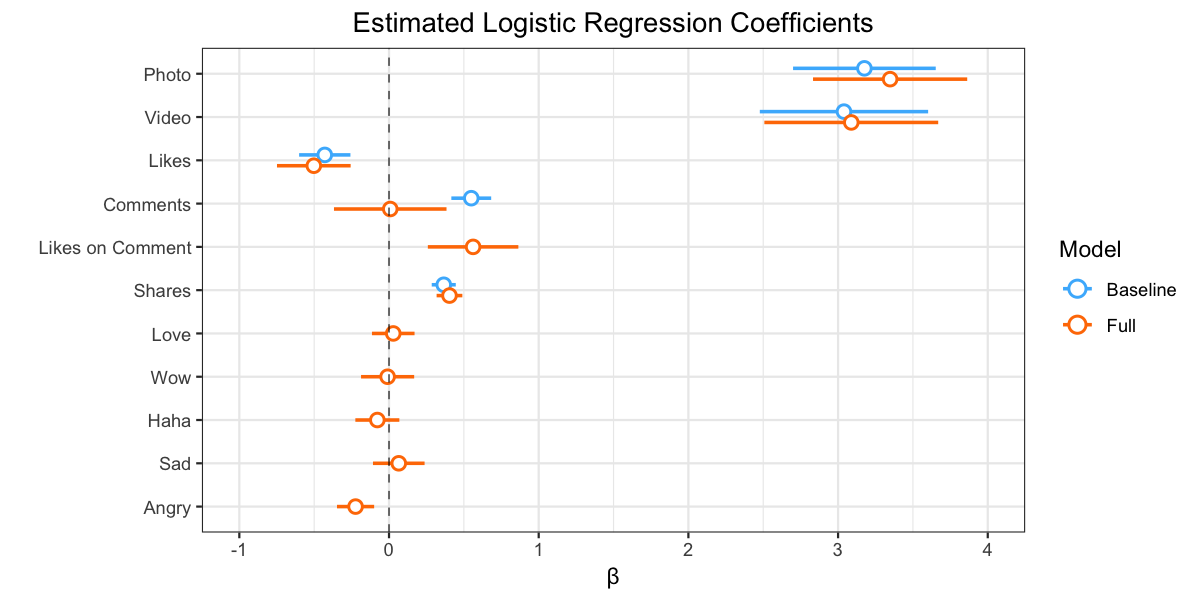 Estimated Logistic Regression Coefficients
Photo
Video
Likes
Comments
Likes on Comment
Shares
Love
Wow
Haha
Sad
Angry
-1 0 1 2 3 4
β
Model
Baseline
Full